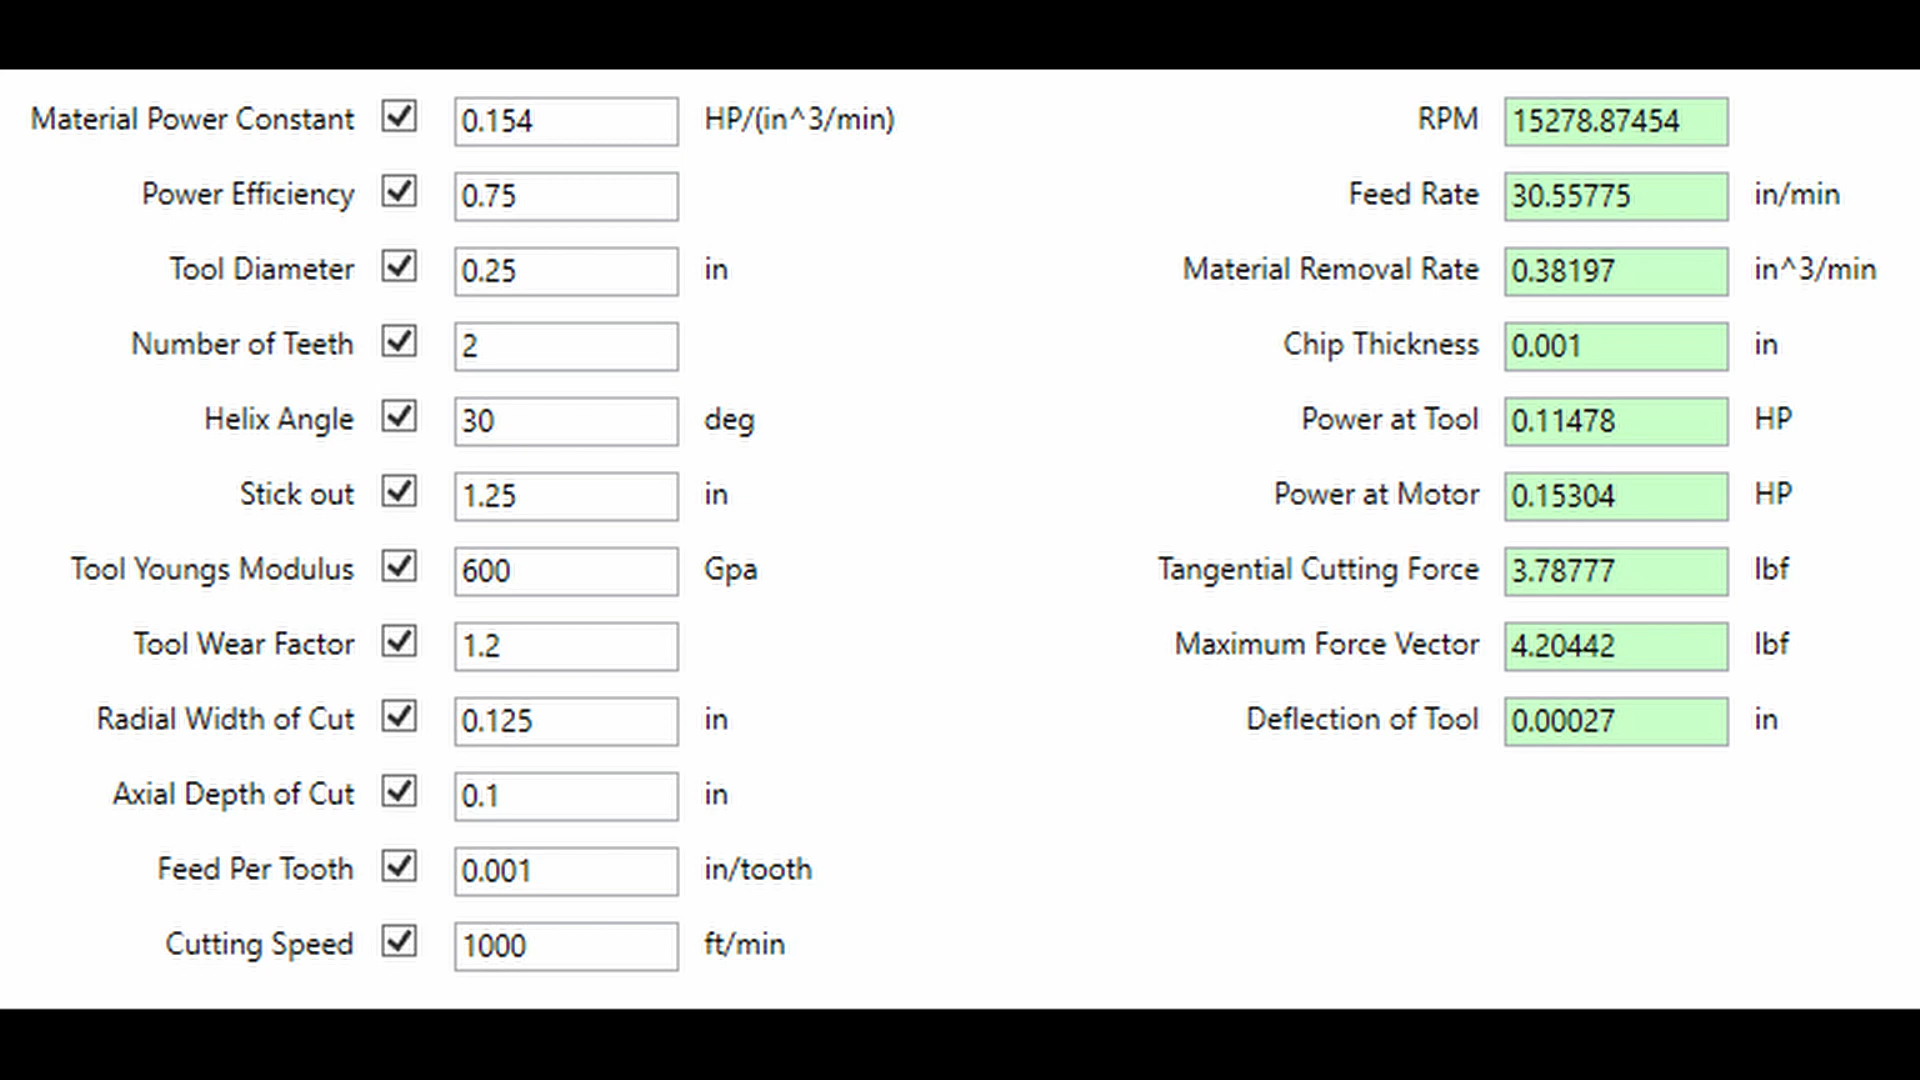 Material Power Constant 0.154 HP/(in^3/min)
Power Efficiency 0.75
Tool Diameter 0.25 in
Number of Teeth 2
Helix Angle 30 deg
Stick out 1.25 in
Tool Youngs Modulus 600 Gpa
Tool Wear Factor 1.2
Radial Width of Cut 0.125 in
Axial Depth of Cut 0.1 in
Feed Per Tooth 0.001 in/tooth
Cutting Speed 1000 ft/min
RPM 15278.87454
Feed Rate 30.55775 in/min
Material Removal Rate 0.38197 in^3/min
Chip Thickness 0.001 in
Power at Tool 0.11478 HP
Power at Motor 0.15304 HP
Tangential Cutting Force 3.78777 lbf
Maximum Force Vector 4.20442 lbf
Deflection of Tool 0.00027 in